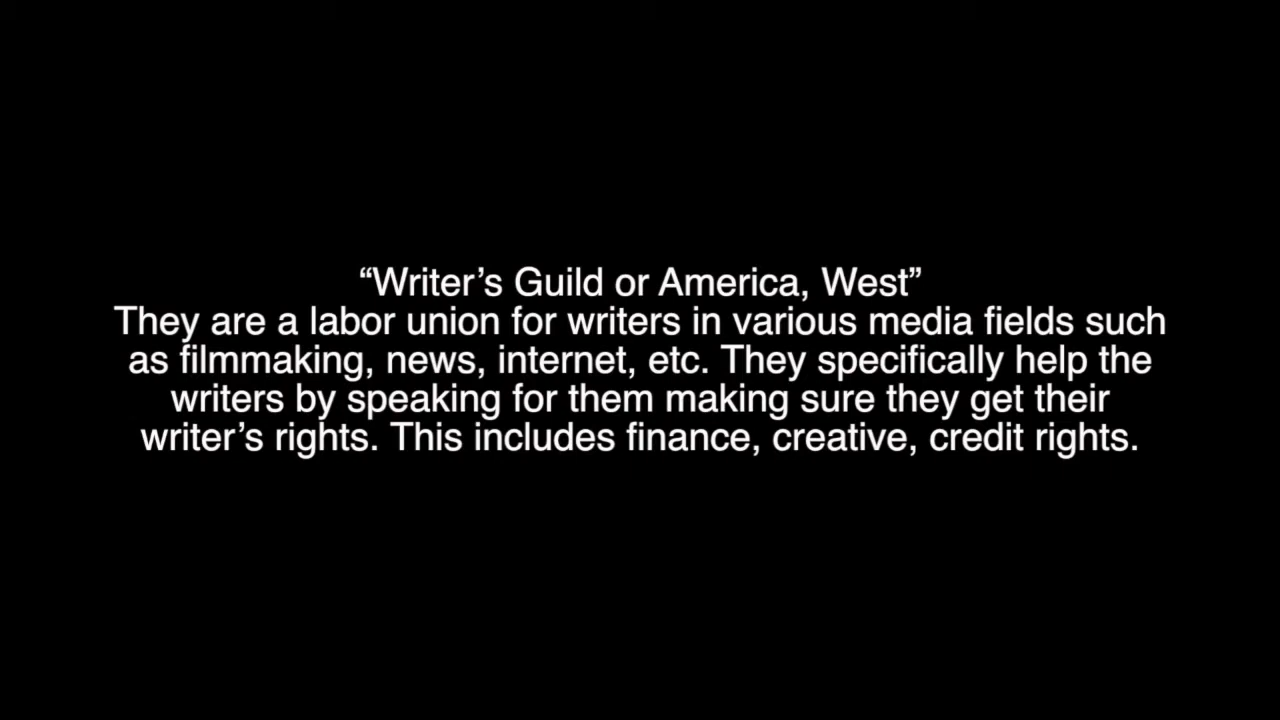 “Writer’s Guild or America, West”
They are a labor union for writers in various media fields such
as filmmaking, news, internet, etc. They specifically help the
writers by speaking for them making sure they get their
writer’s rights. This includes finance, creative, credit rights.